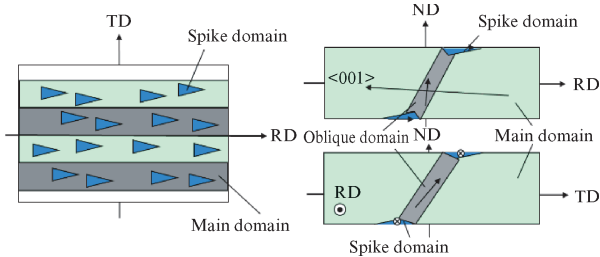 TD
Spike domain
RD
Main domain
ND
Spike domain
<001>
RD
Oblique domain
ND
Main domain
RD
TD
Spike domain